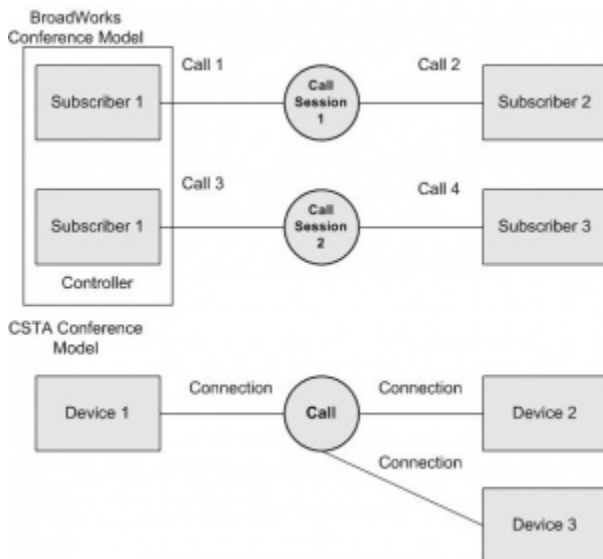 BroadWorks
Conference Model
Call 1
Call 2
Subscriber 1
Call
Session
1
Subscriber 2
Call 3
Call 4
Subscriber 1
Call
Session
2
Subscriber 3
Controller
CSTA Conference
Model
Connection
Connection
Device 1
Call
Device 2
Connection
Device 3